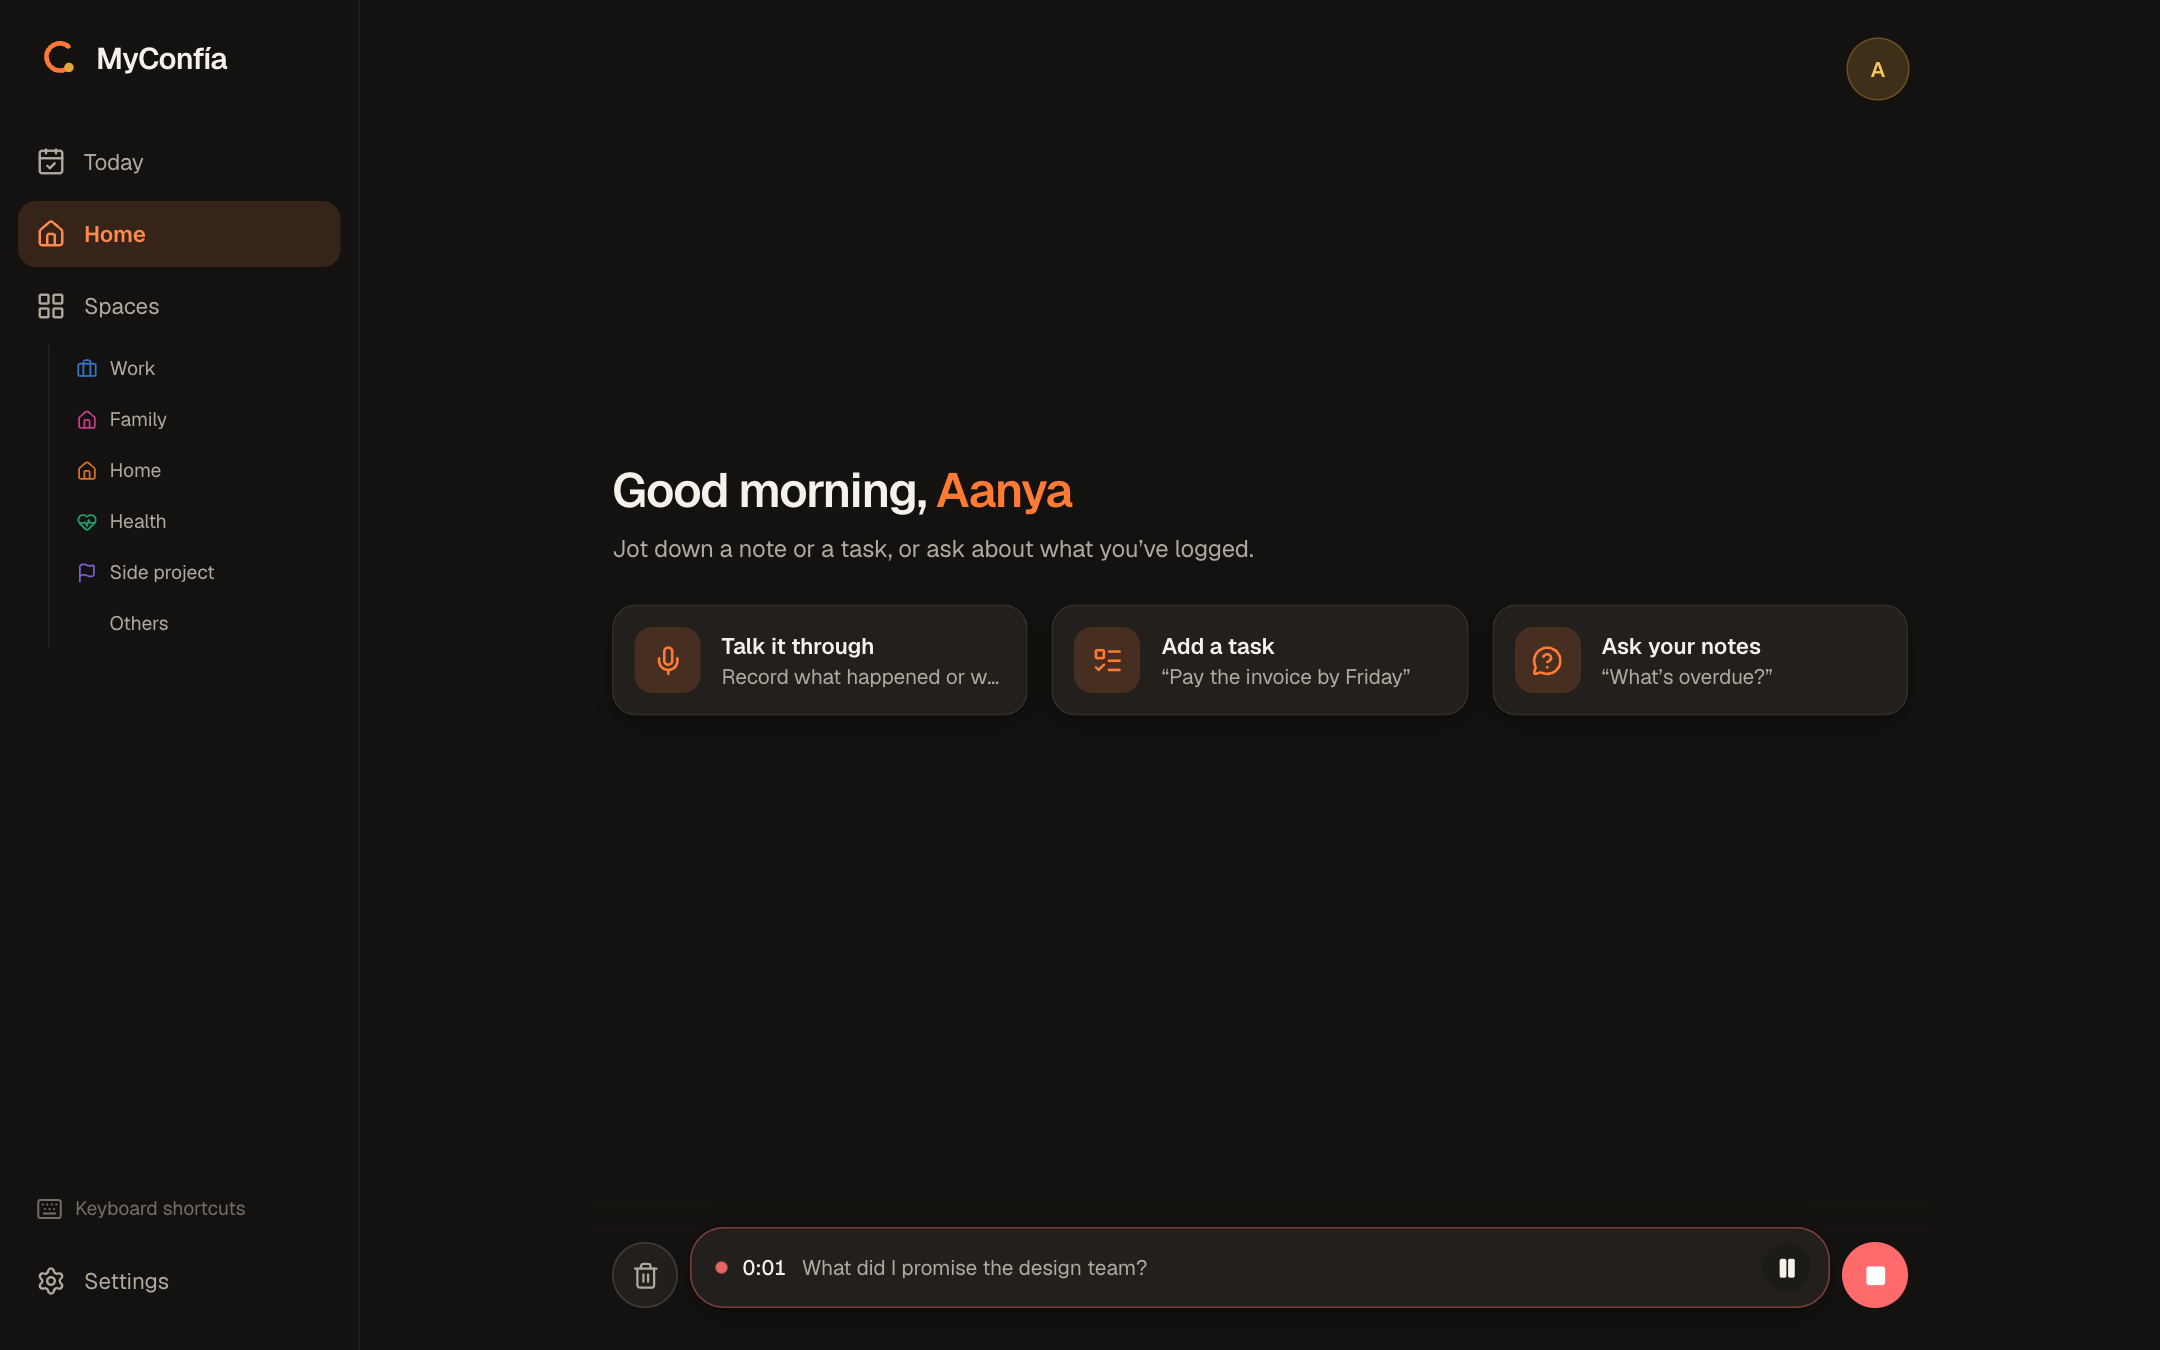 MyConfía
A
Today
Home
Spaces
Work
Family
Home
Health
Side project
Others
Good morning, Aanya
Jot down a note or a task, or ask about what you’ve logged.
Talk it through
Record what happened or w...
Add a task
“Pay the invoice by Friday”
Ask your notes
“What’s overdue?”
Keyboard shortcuts
Settings
0:01 What did I promise the design team?